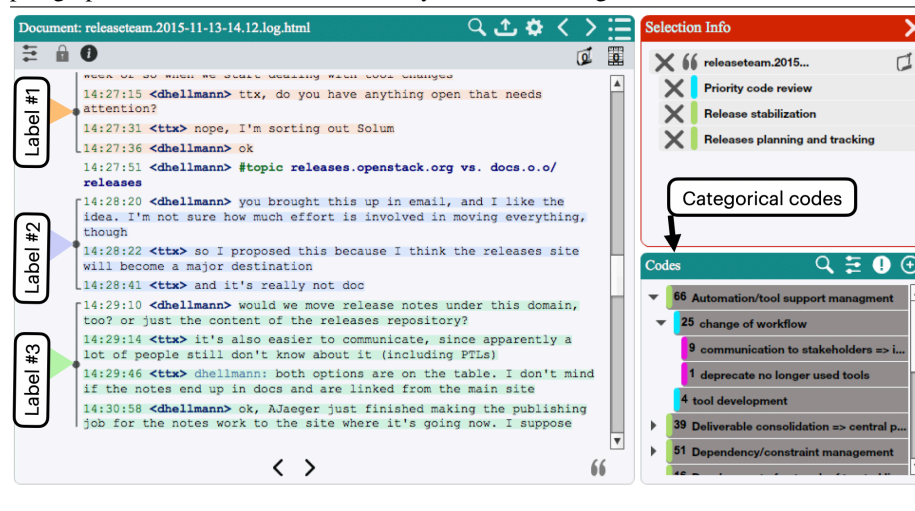 Document: releaseteam.2015-11-13-14.12.log.html
week or so when we start dealing with tool changes
14:27:15 <dhellmann> ttx, do you have anything open that needs
attention?
14:27:31 <ttx> nope, I'm sorting out Solum
14:27:36 <dhellmann> ok
14:27:51 <dhellmann> #topic releases.openstack.org vs. docs.o.o/
releases
14:28:20 <dhellmann> you brought this up in email, and I like the
idea. I'm not sure how much effort is involved in moving everything,
though
14:28:22 <ttx> so I proposed this because I think the releases site
will become a major destination
14:28:41 <ttx> and it's really not doc
14:29:10 <dhellmann> would we move release notes under this domain,
too? or just the content of the releases repository?
14:29:14 <ttx> it's also easier to communicate, since apparently a
lot of people still don't know about it (including PTLs)
14:29:46 <ttx> dhellmann: both options are on the table. I don't mind
if the notes end up in docs and are linked from the main site
14:30:58 <dhellmann> ok, AJaeger just finished making the publishing
job for the notes work to the site where it's going now. I suppose
Label #1
Label #2
Label #3
Selection Info
releaseteam.2015...
Priority code review
Release stabilization
Releases planning and tracking
Categorical codes
Codes
66 Automation/tool support managment
25 change of workflow
9 communication to stakeholders => i...
1 deprecate no longer used tools
4 tool development
39 Deliverable consolidation => central p...
51 Dependency/constraint management